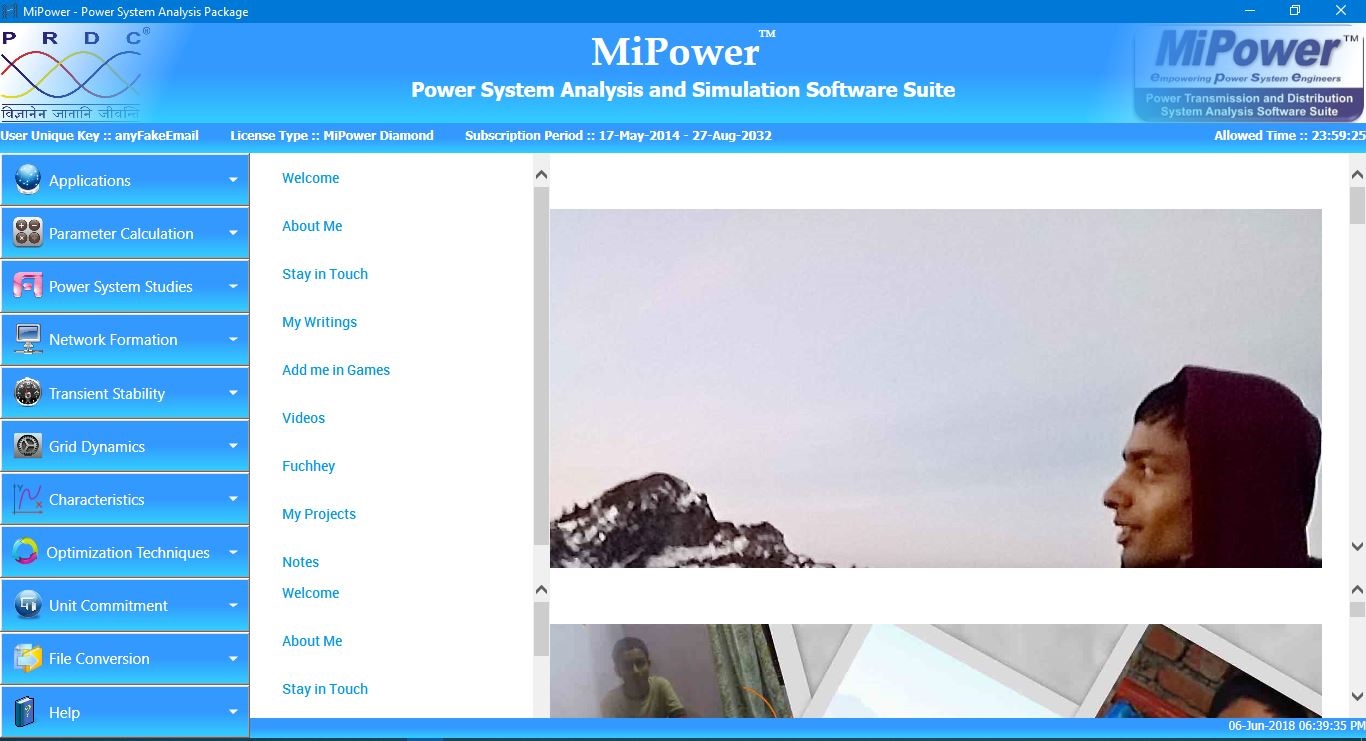 MiPower - Power System Analysis Package
P R D C®
विज्ञानेन जानानि जीवन्ति
MiPower™
Power System Analysis and Simulation Software Suite
MiPower™
empowering power System engineers
Power Transmission and Distribution
System Analysis Software Suite
User Unique Key :: anyFakeEmail License Type :: MiPower Diamond Subscription Period :: 17-May-2014 - 27-Aug-2032 Allowed Time :: 23:59:25
Applications
Parameter Calculation
Power System Studies
Network Formation
Transient Stability
Grid Dynamics
Characteristics
Optimization Techniques
Unit Commitment
File Conversion
Help
Welcome
About Me
Stay in Touch
My Writings
Add me in Games
Videos
Fuchhey
My Projects
Notes
Welcome
About Me
Stay in Touch
06-Jun-2018 06:39:35 PM